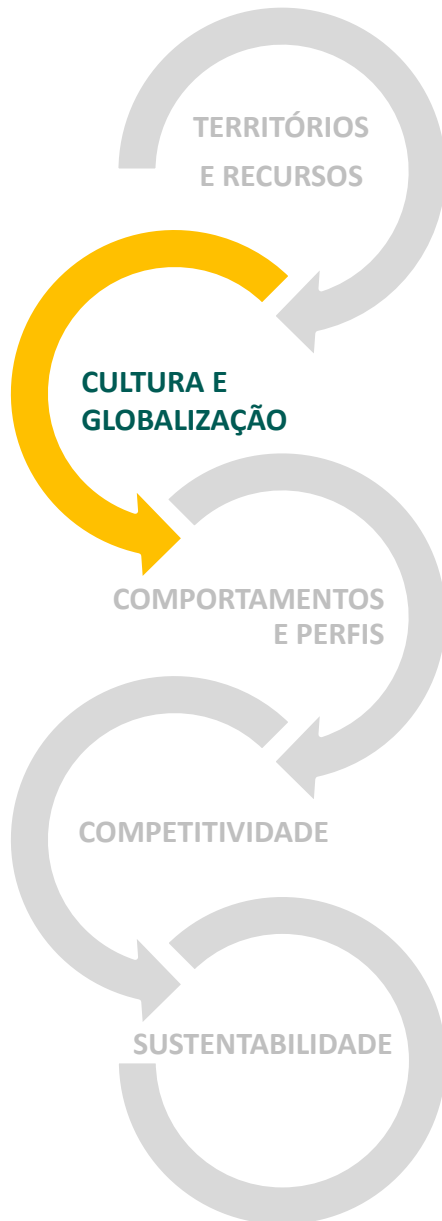 TERRITÓRIOS
E RECURSOS
CULTURA E
GLOBALIZAÇÃO
COMPORTAMENTOS
E PERFIS
COMPETITIVIDADE
SUSTENTABILIDADE